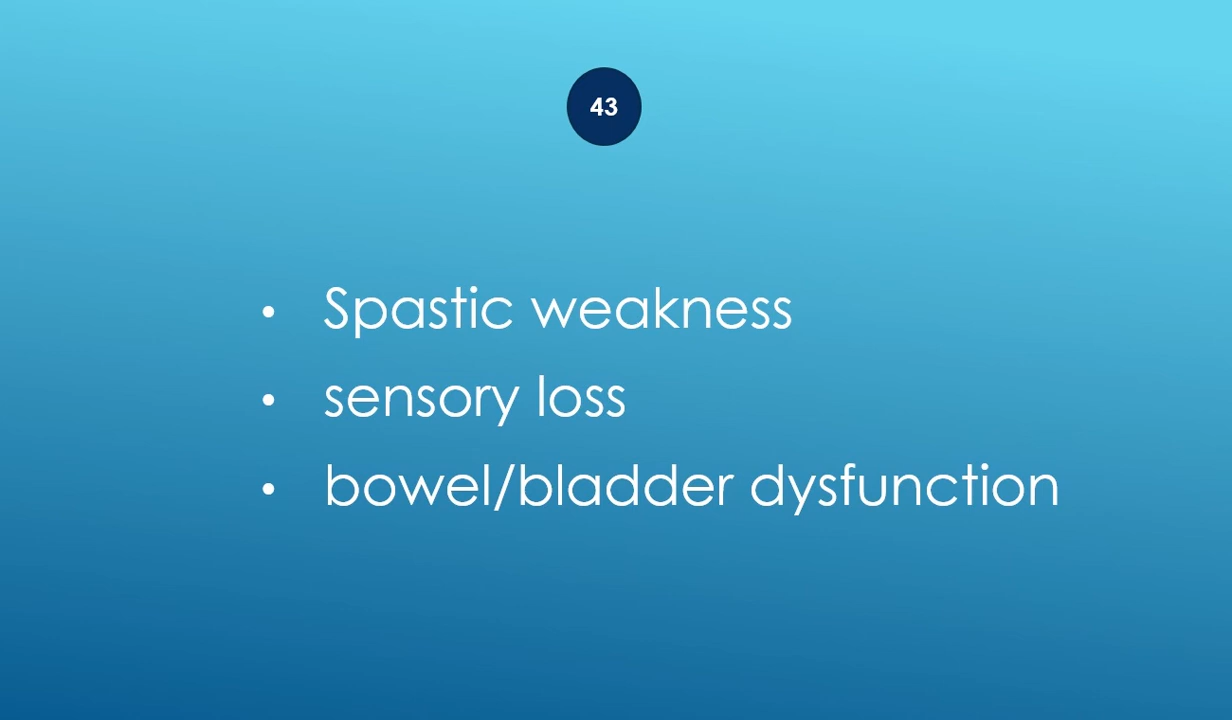 43
• Spastic weakness
• sensory loss
• bowel/bladder dysfunction